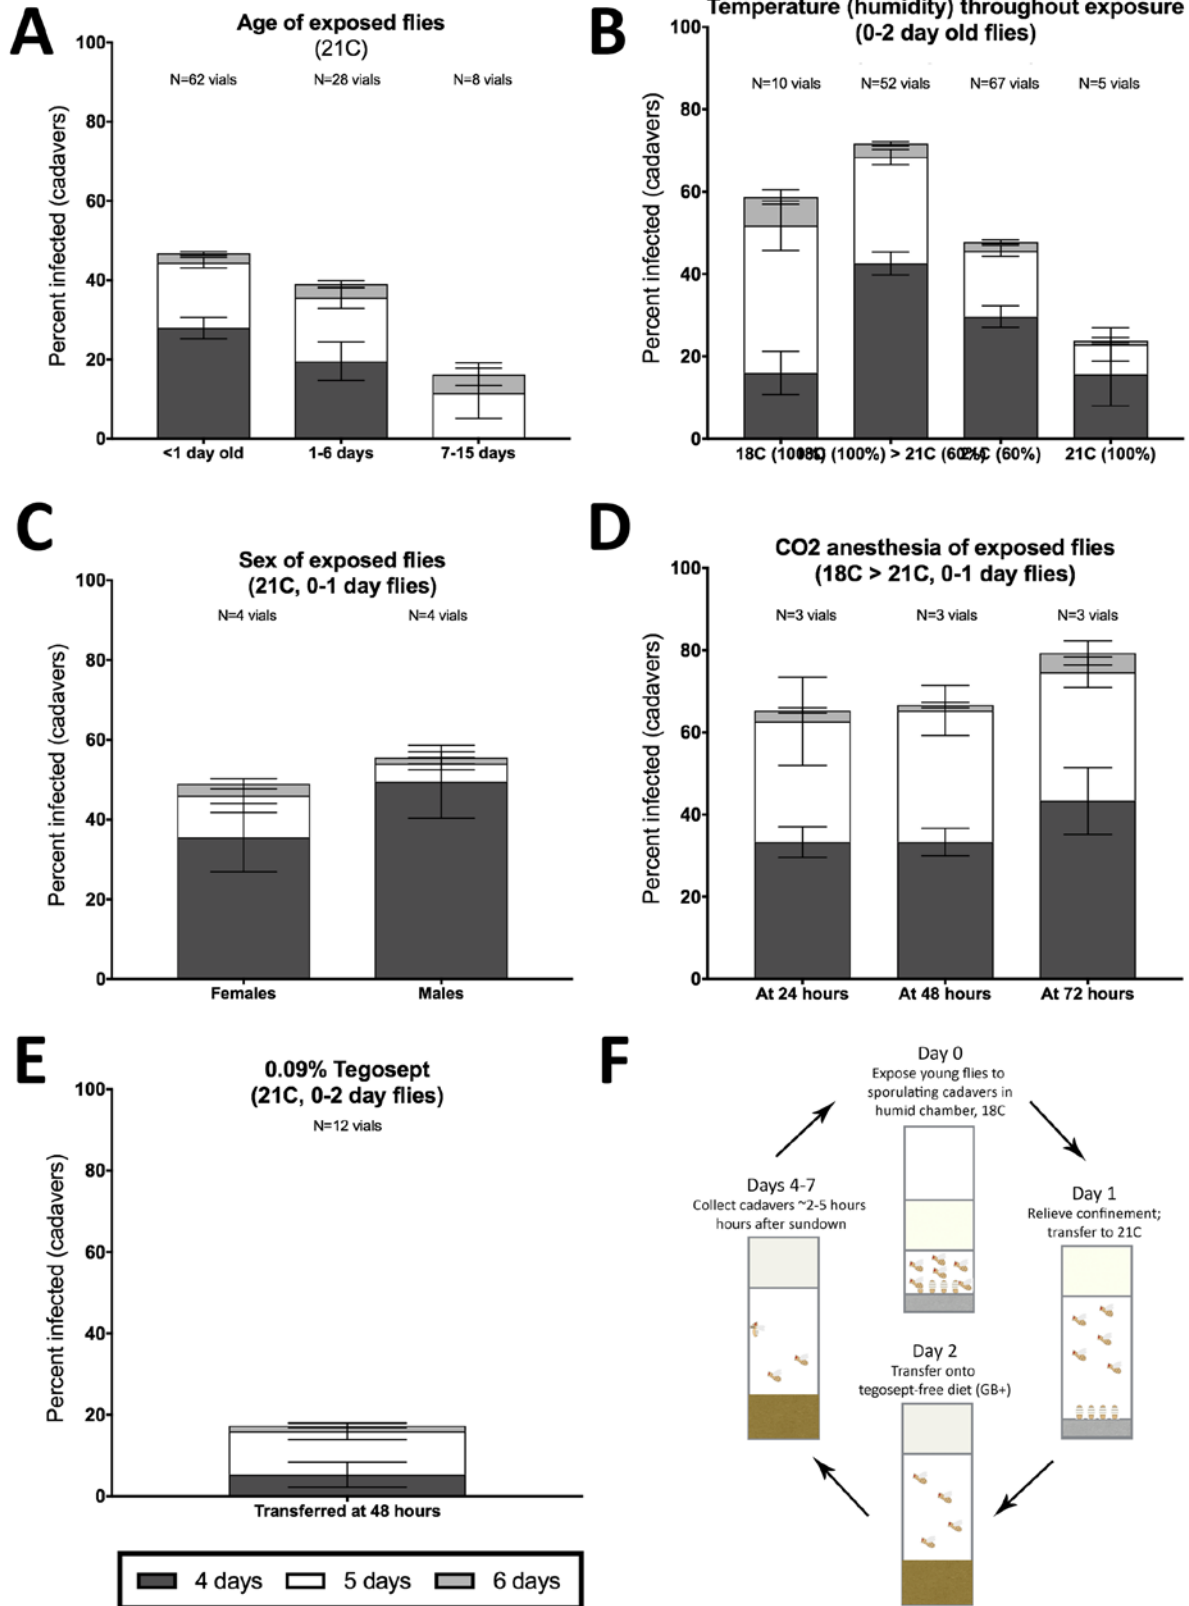 A
Age of exposed flies
(21C)
Percent infected (cadavers)
100
80
60
40
20
0
N=62 vials
N=28 vials
N=8 vials
<1 day old
1-6 days
7-15 days
B
Temperature (humidity) throughout exposure
(0-2 day old flies)
Percent infected (cadavers)
100
80
60
40
20
0
N=10 vials
N=52 vials
N=67 vials
N=5 vials
18C (100%)
18C (100%) > 21C (60%)
21C (60%)
21C (100%)
C
Sex of exposed flies
(21C, 0-1 day flies)
Percent infected (cadavers)
100
80
60
40
20
0
N=4 vials
N=4 vials
Females
Males
D
CO2 anesthesia of exposed flies
(18C > 21C, 0-1 day flies)
Percent infected (cadavers)
100
80
60
40
20
0
N=3 vials
N=3 vials
N=3 vials
At 24 hours
At 48 hours
At 72 hours
E
0.09% Tegosept
(21C, 0-2 day flies)
Percent infected (cadavers)
100
80
60
40
20
0
N=12 vials
Transferred at 48 hours
4 days
5 days
6 days
F
Day 0
Expose young flies to
sporulating cadavers in
humid chamber, 18C
Day 1
Relieve confinement;
transfer to 21C
Day 2
Transfer onto
tegosept-free diet (GB+)
Days 4-7
Collect cadavers ~2-5 hours
hours after sundown